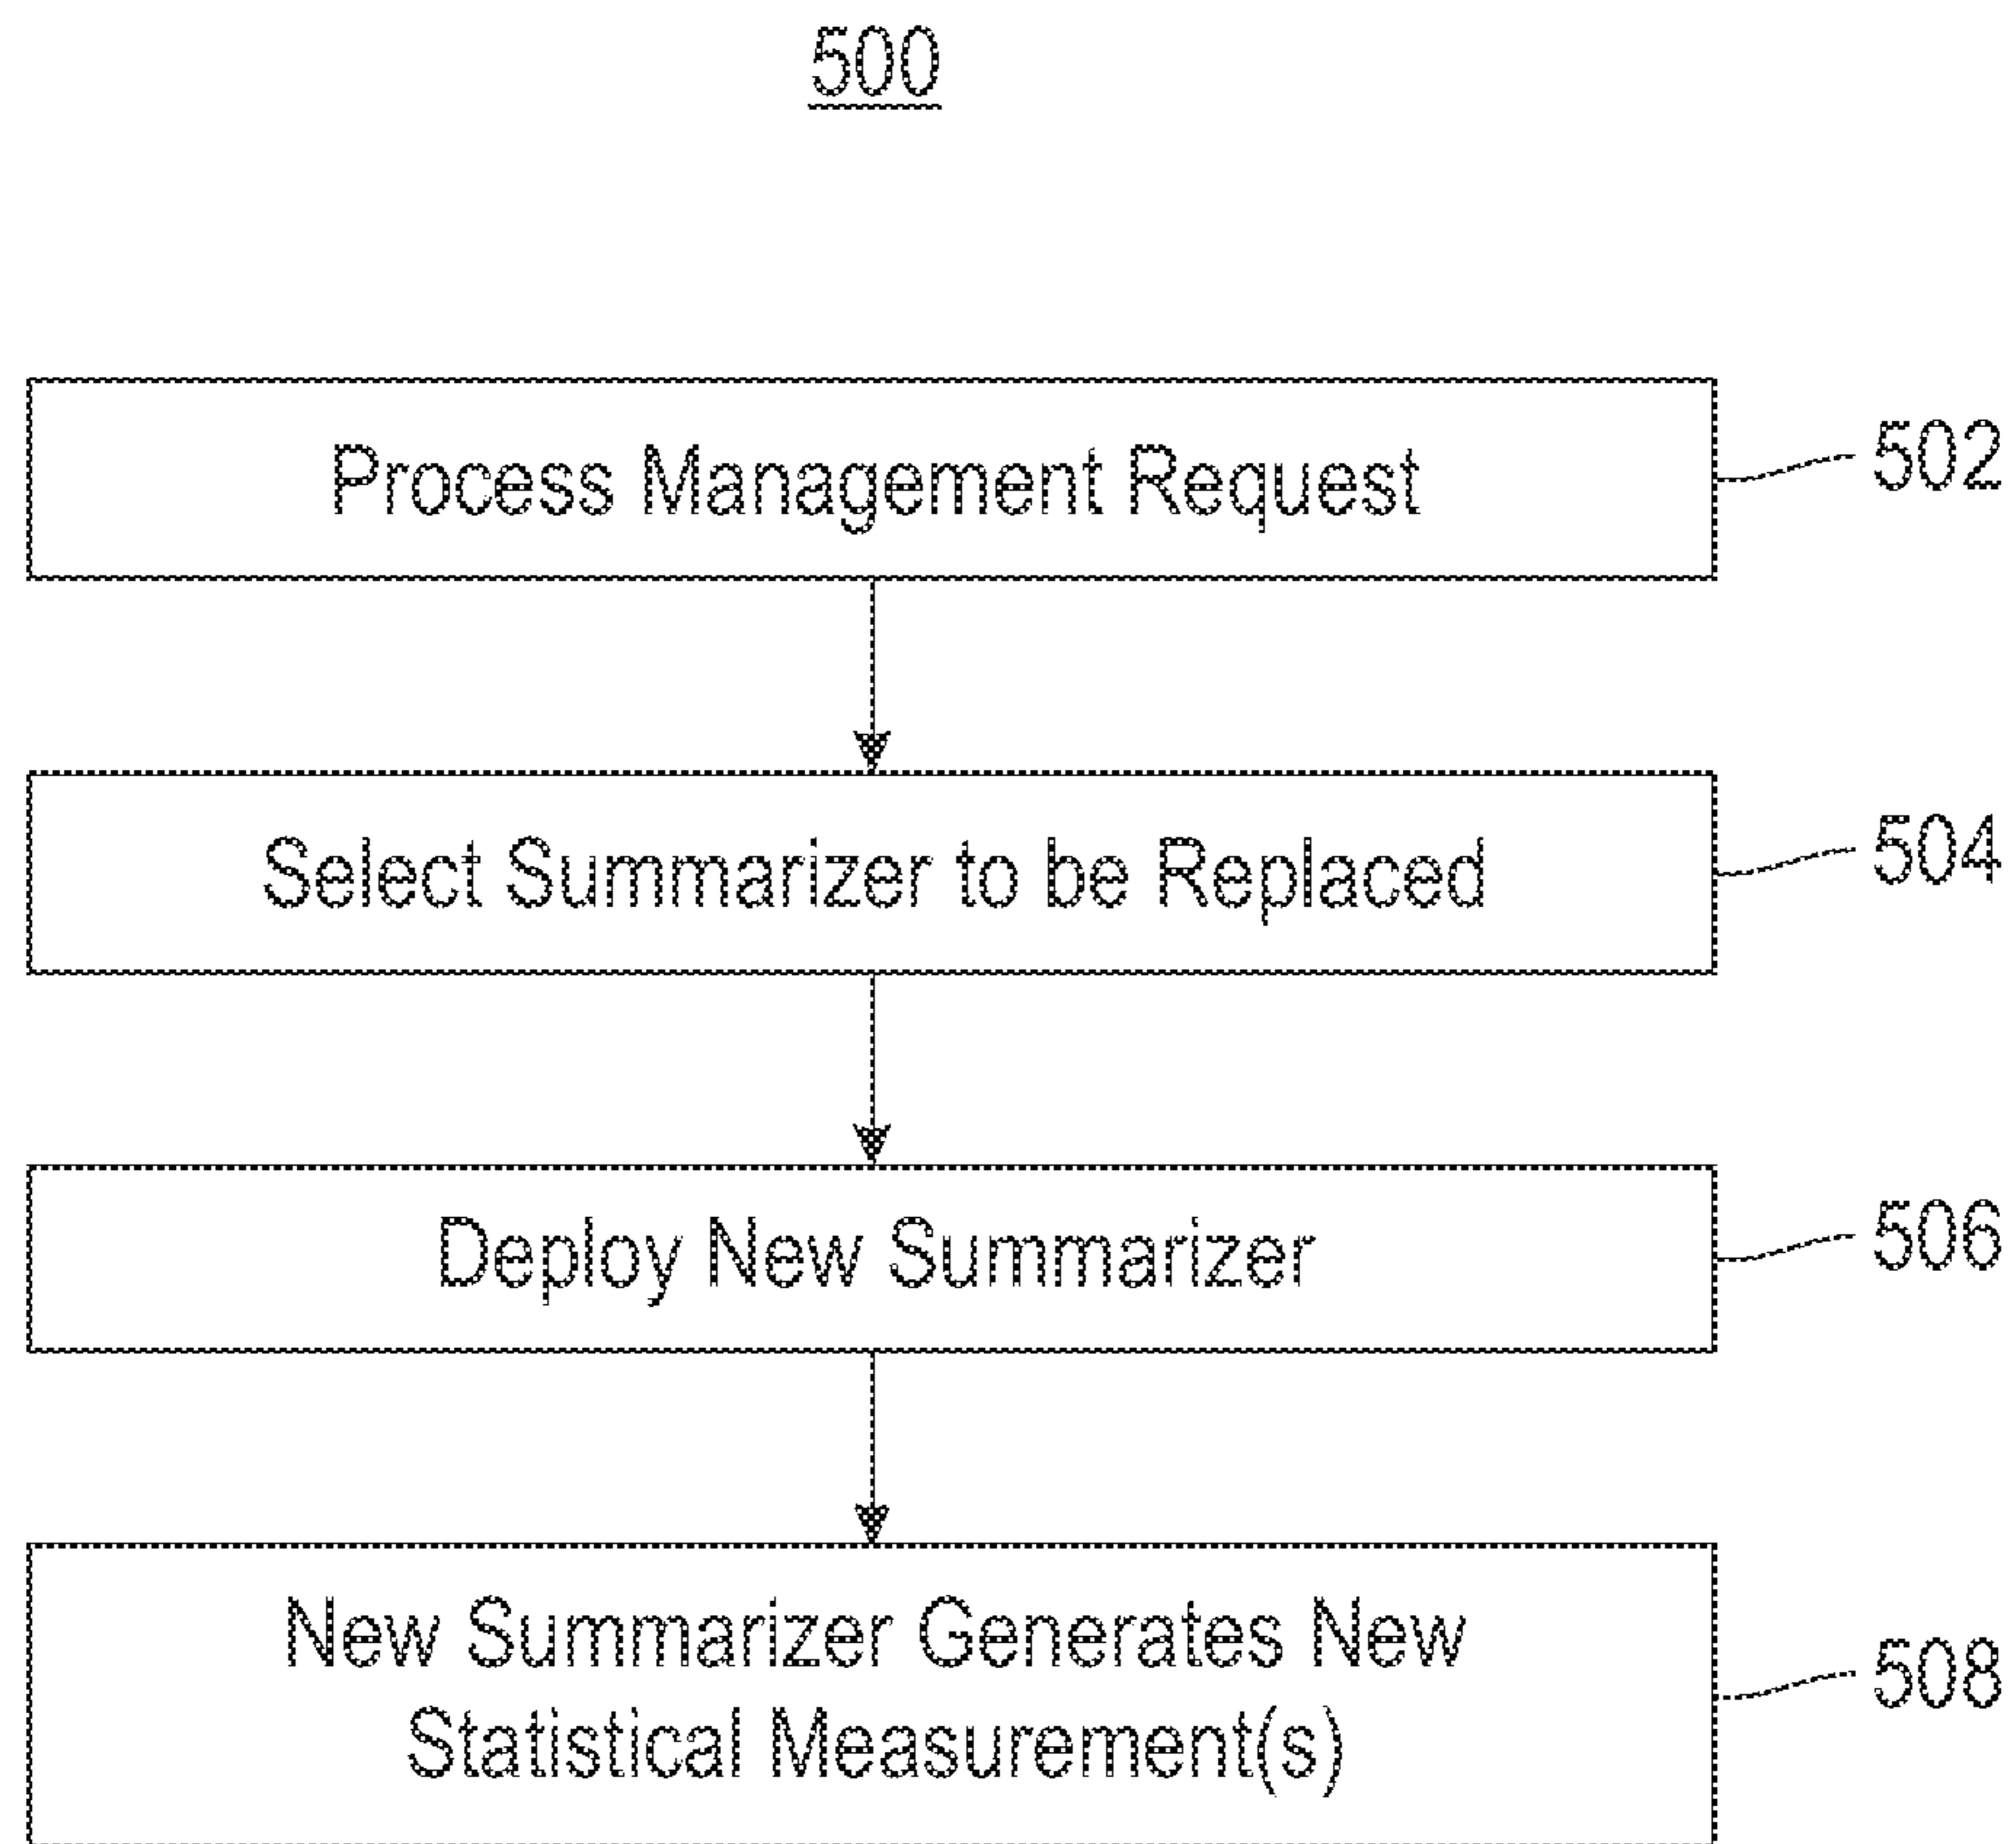 500
Process Management Request
502
Select Summarizer to be Replaced
504
Deploy New Summarizer
506
New Summarizer Generates New
Statistical Measurement(s)
508